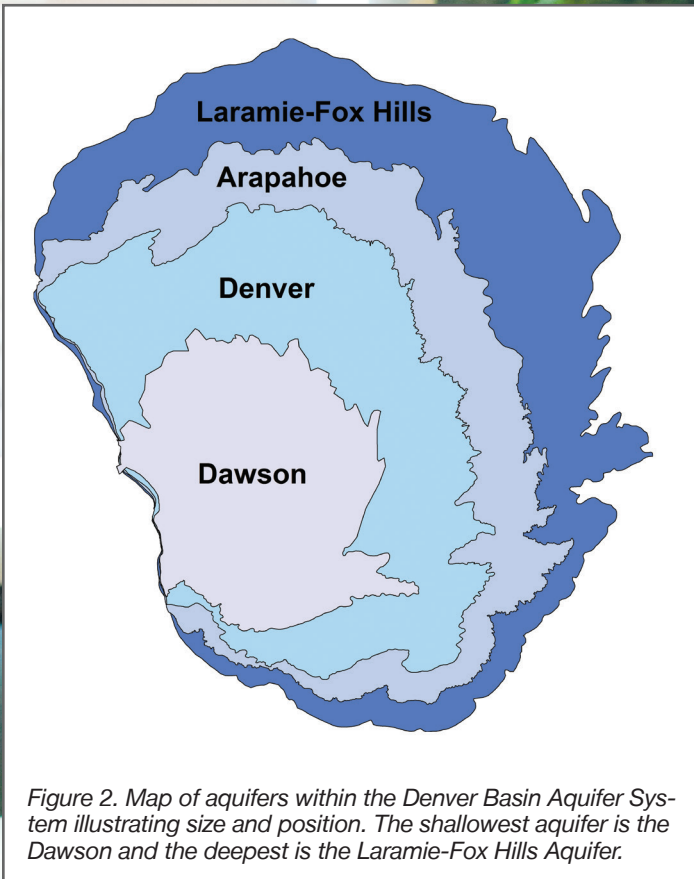 Laramie-Fox Hills
Arapahoe
Denver
Dawson
Figure 2. Map of aquifers within the Denver Basin Aquifer Sys-
tem illustrating size and position. The shallowest aquifer is the
Dawson and the deepest is the Laramie-Fox Hills Aquifer.